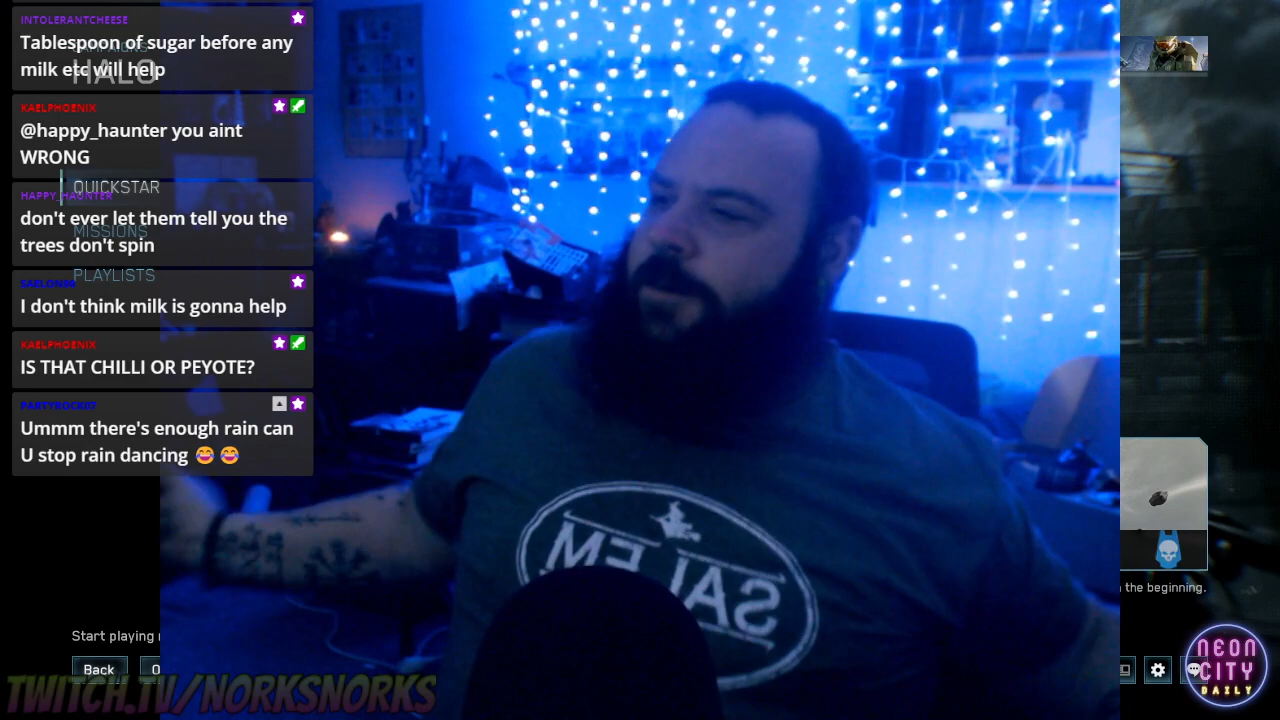 INTOLERANTCHEESE
Tablespoon of sugar before any
milk etc will help
HALO
KAELPHOENIX
@happy_haunter you aint
WRONG
QUICKSTAR
HAPPY_HAUNTER
don't ever let them tell you the
trees don't spin
MISSIONS
PLAYLISTS
I don't think milk is gonna help
KAELPHOENIX
IS THAT CHILLI OR PEYOTE?
PARTYROCK07
Ummm there's enough rain can
U stop rain dancing 😂 😂
SALEM
the beginning.
Start playing
Back
TWITCH.TV/NORKSNORKS
NEON
CITY
DAILY